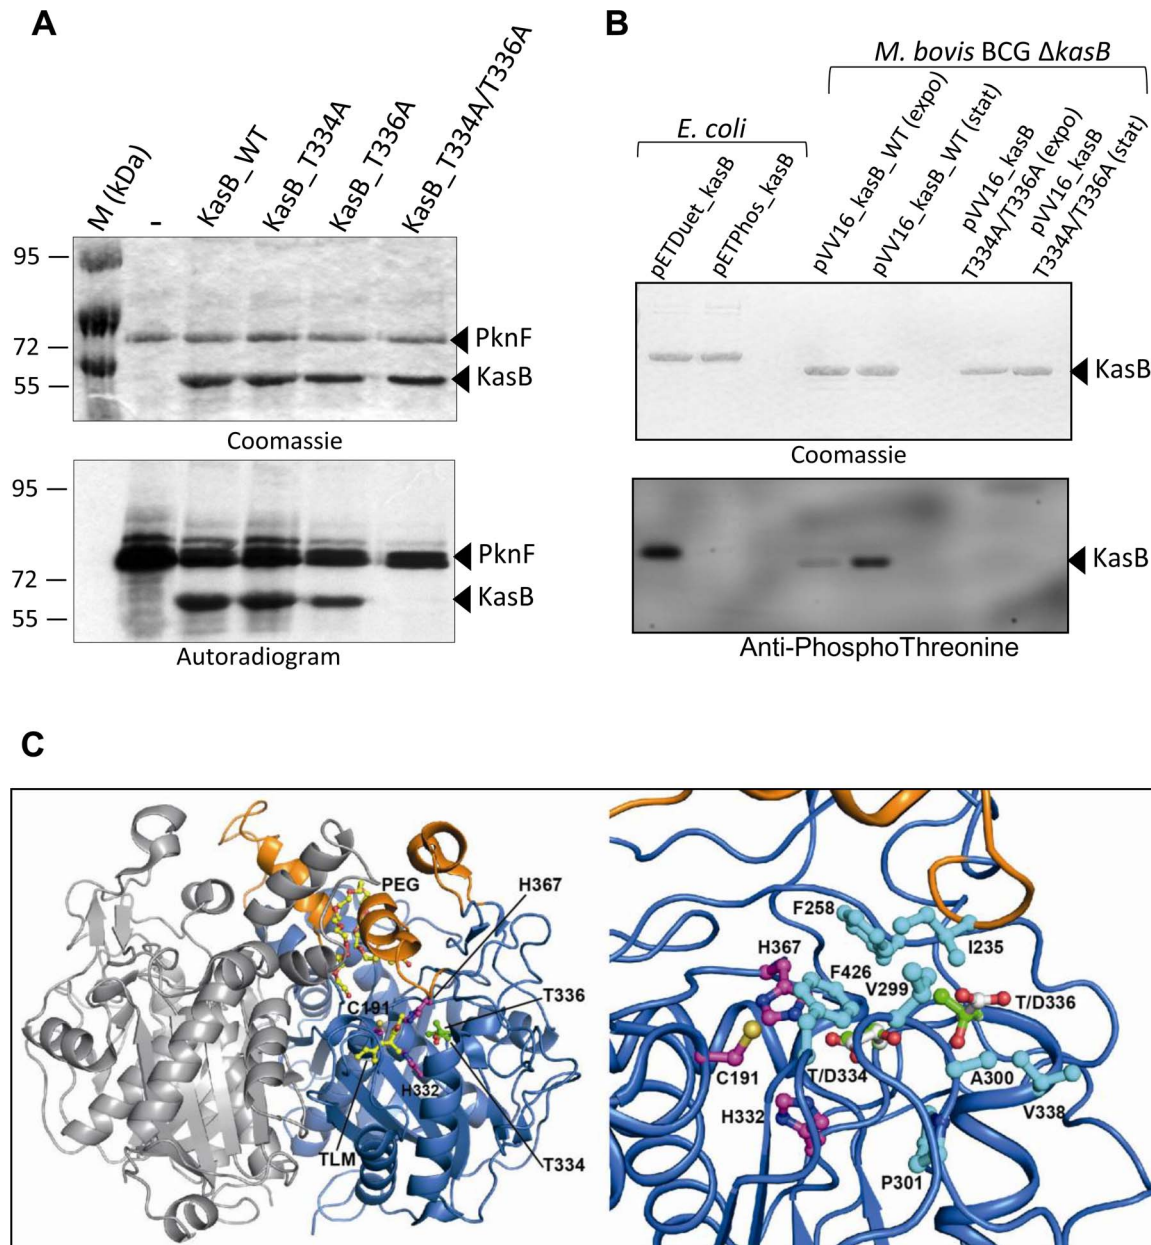 A
M (kDa)
-
KasB_WT
KasB_T334A
KasB_T336A
KasB_T334A/T336A
95
72
55
PknF
KasB
Coomassie
95
72
55
PknF
KasB
Autoradiogram
B
M. bovis BCG ΔkasB
E. coli
pETDuet_kasB
pETPhos_kasB
pVV16_kasB_WT (expo)
pVV16_kasB_WT (stat)
pVV16_kasB
T334A/T336A (expo)
pVV16_kasB
T334A/T336A (stat)
KasB
Coomassie
KasB
Anti-PhosphoThreonine
C
PEG
H367
C191
T336
H332
TLM
T334
F258
I235
H367
F426
V299
T/D336
C191
T/D334
A300
H332
V338
P301